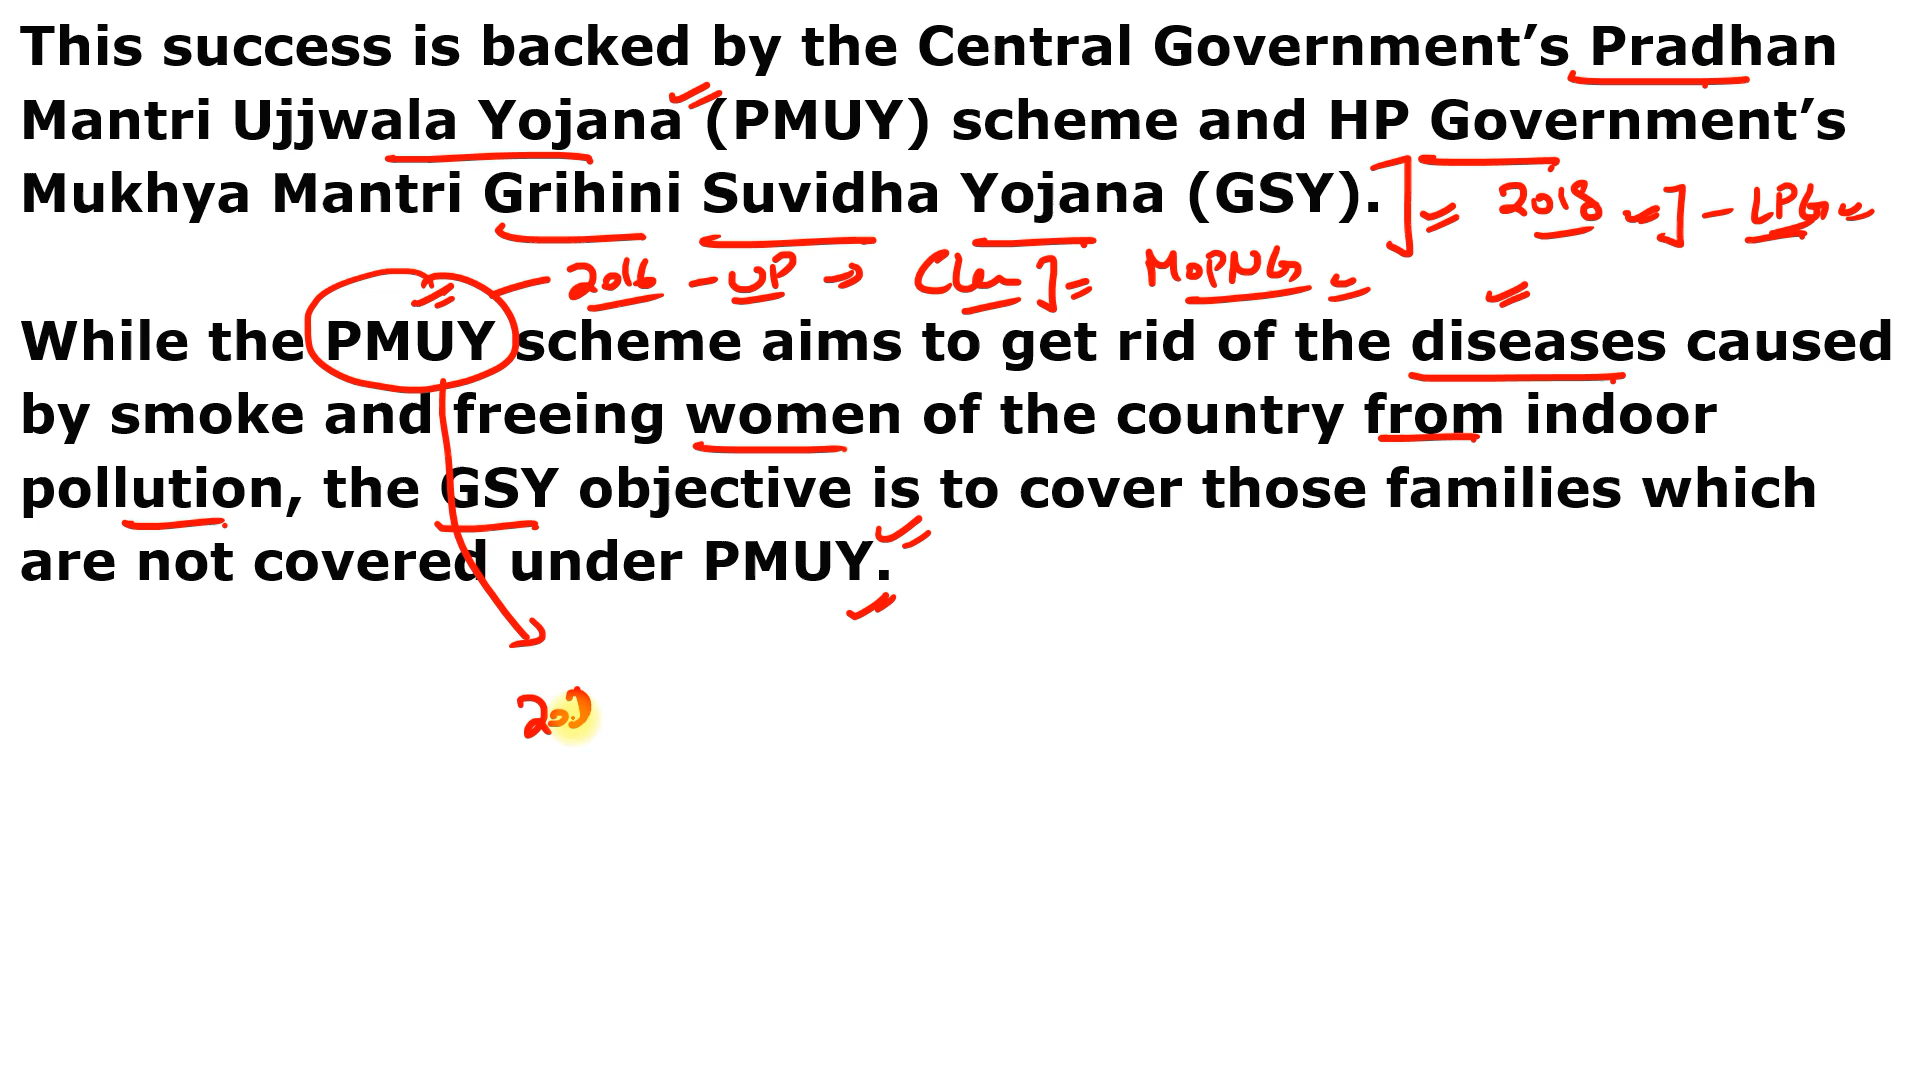 This success is backed by the Central Government’s Pradhan
Mantri Ujjwala Yojana (PMUY) scheme and HP Government’s
Mukhya Mantri Grihini Suvidha Yojana (GSY). = 2018 - LPG
2016 - UP → = MoPNG
While the PMUY scheme aims to get rid of the diseases caused
by smoke and freeing women of the country from indoor
pollution, the GSY objective is to cover those families which
are not covered under PMUY.